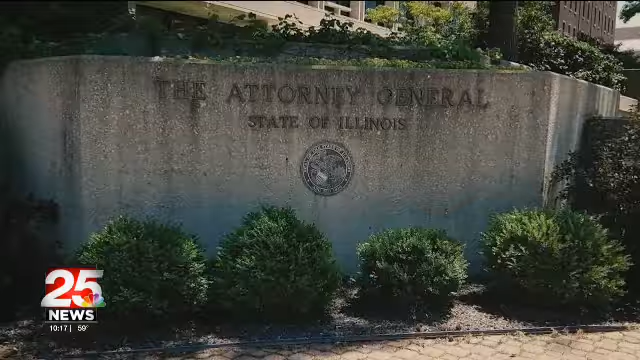 THE ATTORNEY GENERAL
STATE OF ILLINOIS
25
NEWS
10:17 59°